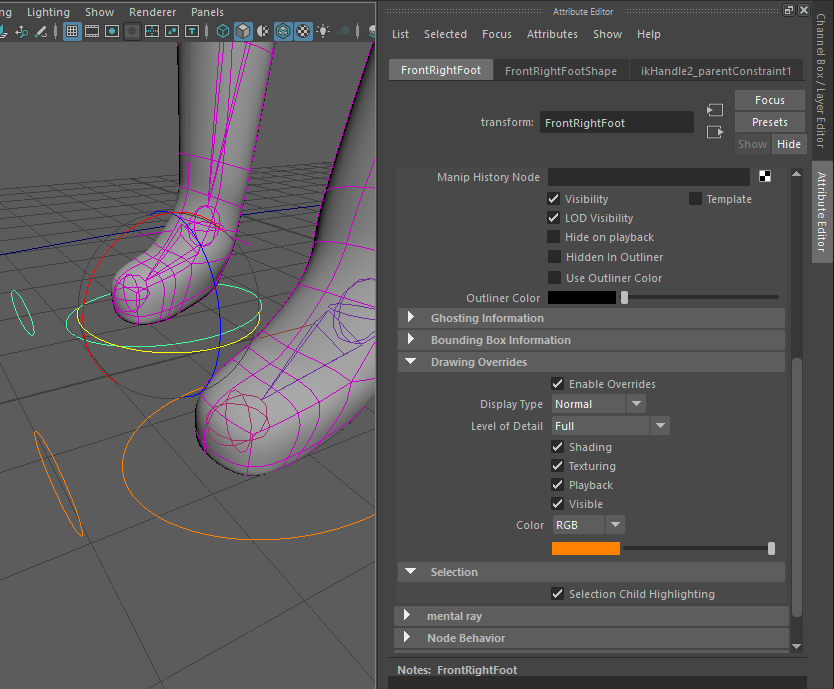 ng Lighting Show Renderer Panels
Attribute Editor
List Selected Focus Attributes Show Help
FrontRightFoot FrontRightFootShape ikHandle2_parentConstraint1
transform: FrontRightFoot
Focus
Presets
Show Hide
Manip History Node
Visibility Template
LOD Visibility
Hide on playback
Hidden In Outliner
Use Outliner Color
Outliner Color
Ghosting Information
Bounding Box Information
Drawing Overrides
Enable Overrides
Display Type Normal
Level of Detail Full
Shading
Texturing
Playback
Visible
Color RGB
Selection
Selection Child Highlighting
mental ray
Node Behavior
Notes: FrontRightFoot
Channel Box / Layer Editor
Attribute Editor